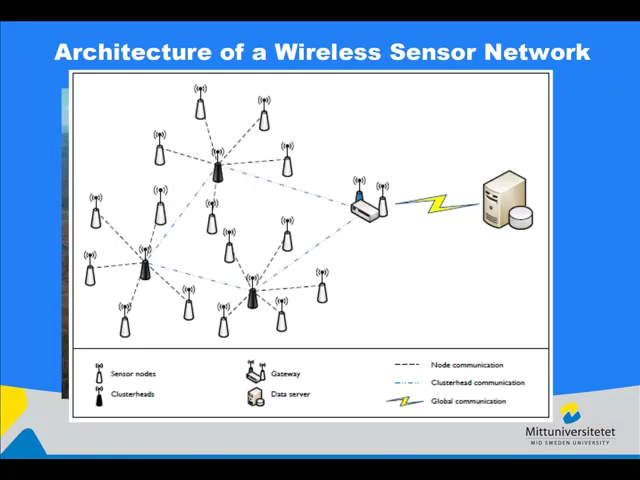 Architecture of a Wireless Sensor Network
Sensor nodes
Clusterheads
Gateway
Data server
Node communication
Clusterhead communication
Global communication
Mittuniversitetet
MID SWEDEN UNIVERSITY